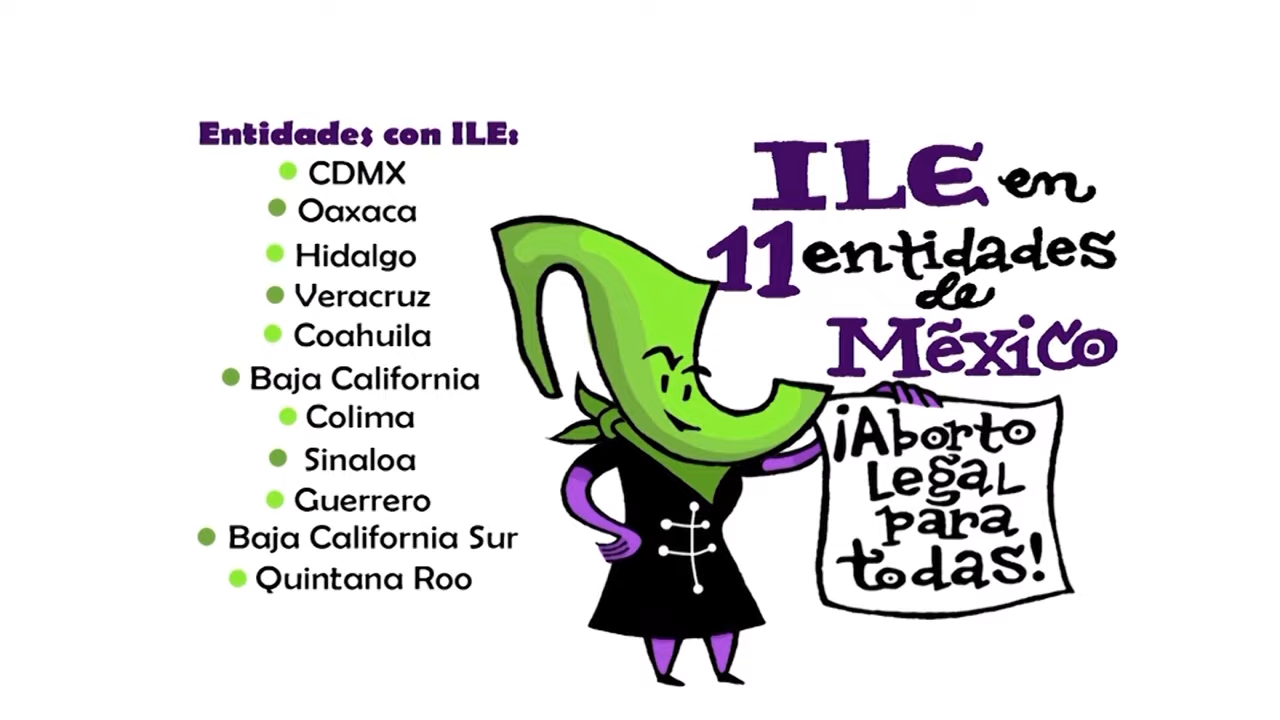 Entidades con ILE:
CDMX
Oaxaca
Hidalgo
Veracruz
Coahuila
Baja California
Colima
Sinaloa
Guerrero
Baja California Sur
Quintana Roo
ILE en
11 entidades
de
México
¡Aborto
Legal
para
todas!